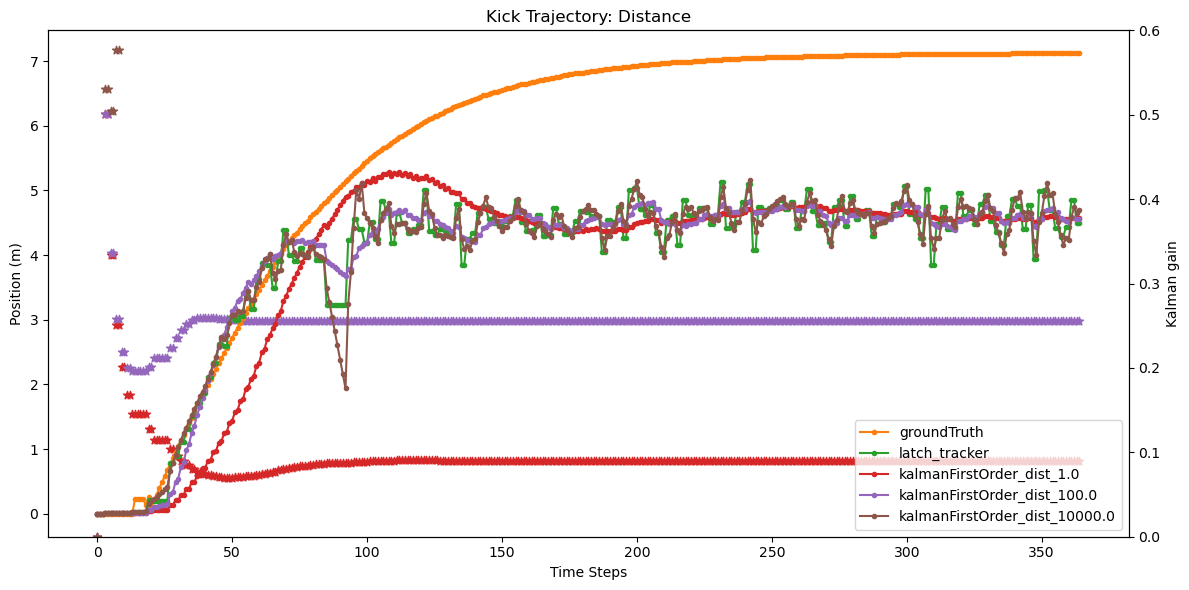 Kick Trajectory: Distance
Position (m)
7
6
5
4
3
2
1
0
0.6
0.5
0.4
0.3
0.2
0.1
0.0
Kalman gain
groundTruth
latch_tracker
kalmanFirstOrder_dist_1.0
kalmanFirstOrder_dist_100.0
kalmanFirstOrder_dist_10000.0
0 50 100 150 200 250 300 350
Time Steps